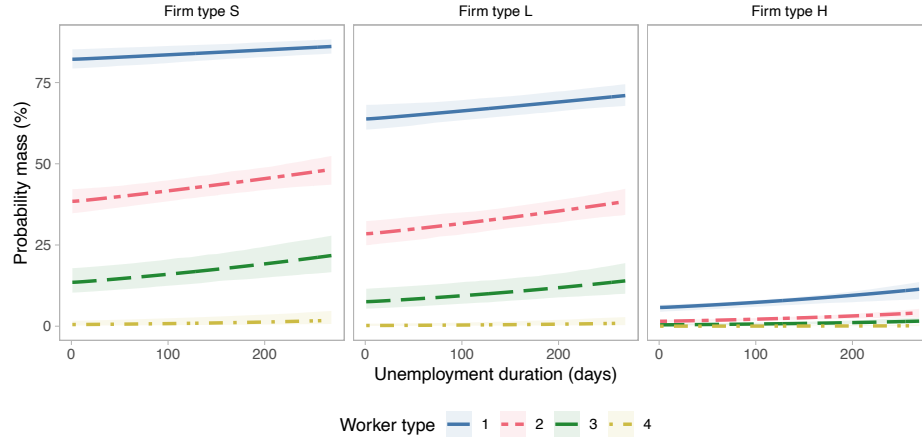 Firm type S Firm type L Firm type H
Probability mass (%)
75
50
25
0
0 100 200 0 100 200 0 100 200
Unemployment duration (days)
Worker type 1 2 3 4